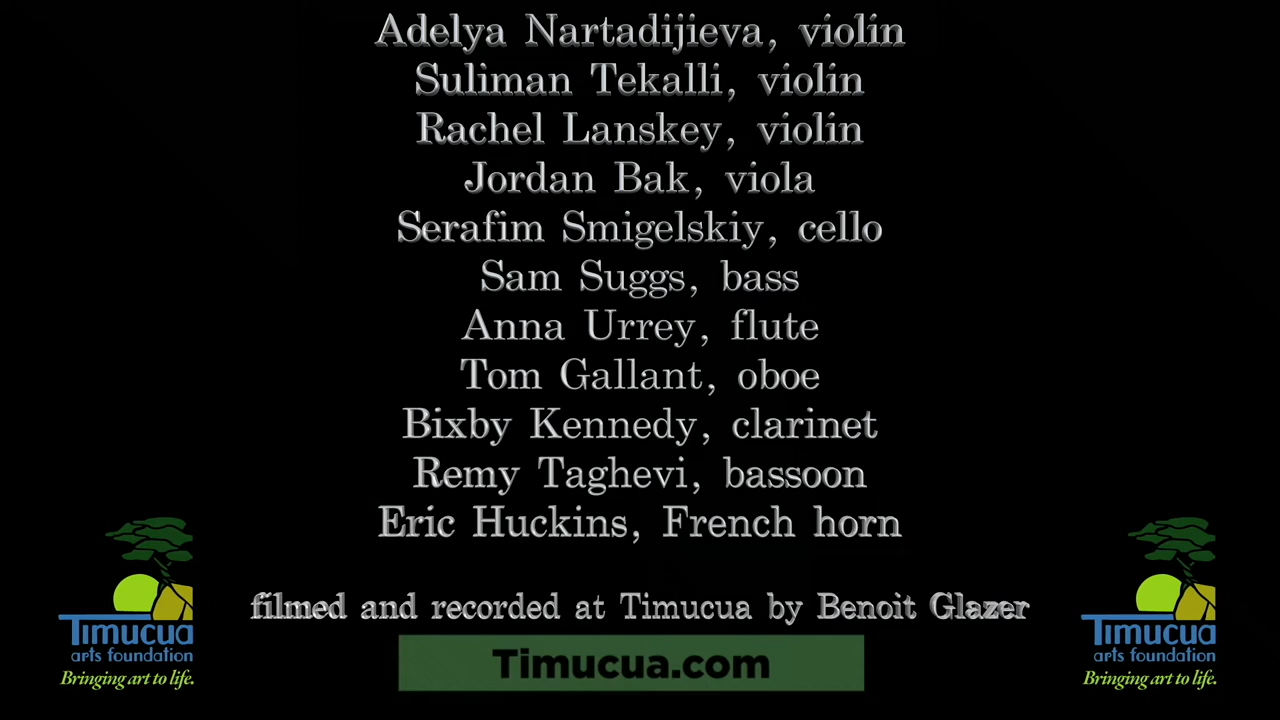 Adelya Nartadijieva, violin
Suliman Tekalli, violin
Rachel Lanskey, violin
Jordan Bak, viola
Serafim Smigelskiy, cello
Sam Suggs, bass
Anna Urrey, flute
Tom Gallant, oboe
Bixby Kennedy, clarinet
Remy Taghevi, bassoon
Eric Huckins, French horn
filmed and recorded at Timucua by Benoit Glazer
Timucua.com
Timucua
arts foundation
Bringing art to life.
Timucua
arts foundation
Bringing art to life.